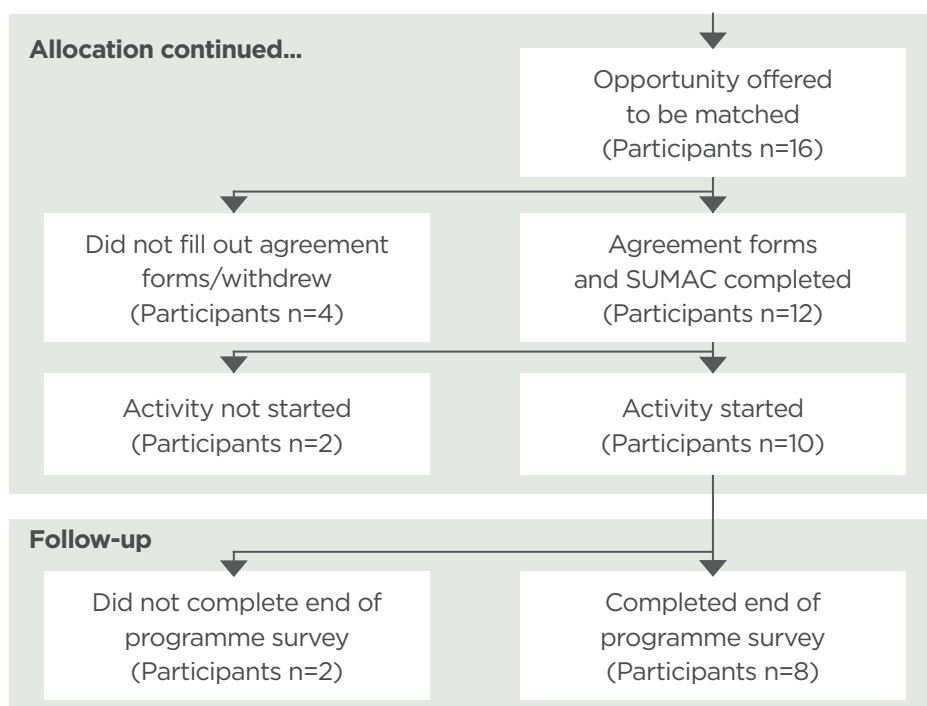 Allocation continued...
Opportunity offered
to be matched
(Participants n=16)
Did not fill out agreement
forms/withdrew
(Participants n=4)
Agreement forms
and SUMAC completed
(Participants n=12)
Activity not started
(Participants n=2)
Activity started
(Participants n=10)
Follow-up
Did not complete end of
programme survey
(Participants n=2)
Completed end of
programme survey
(Participants n=8)